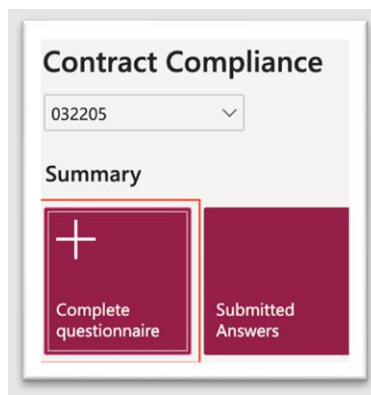 Contract Compliance
032205
Summary
Complete
questionnaire
Submitted
Answers